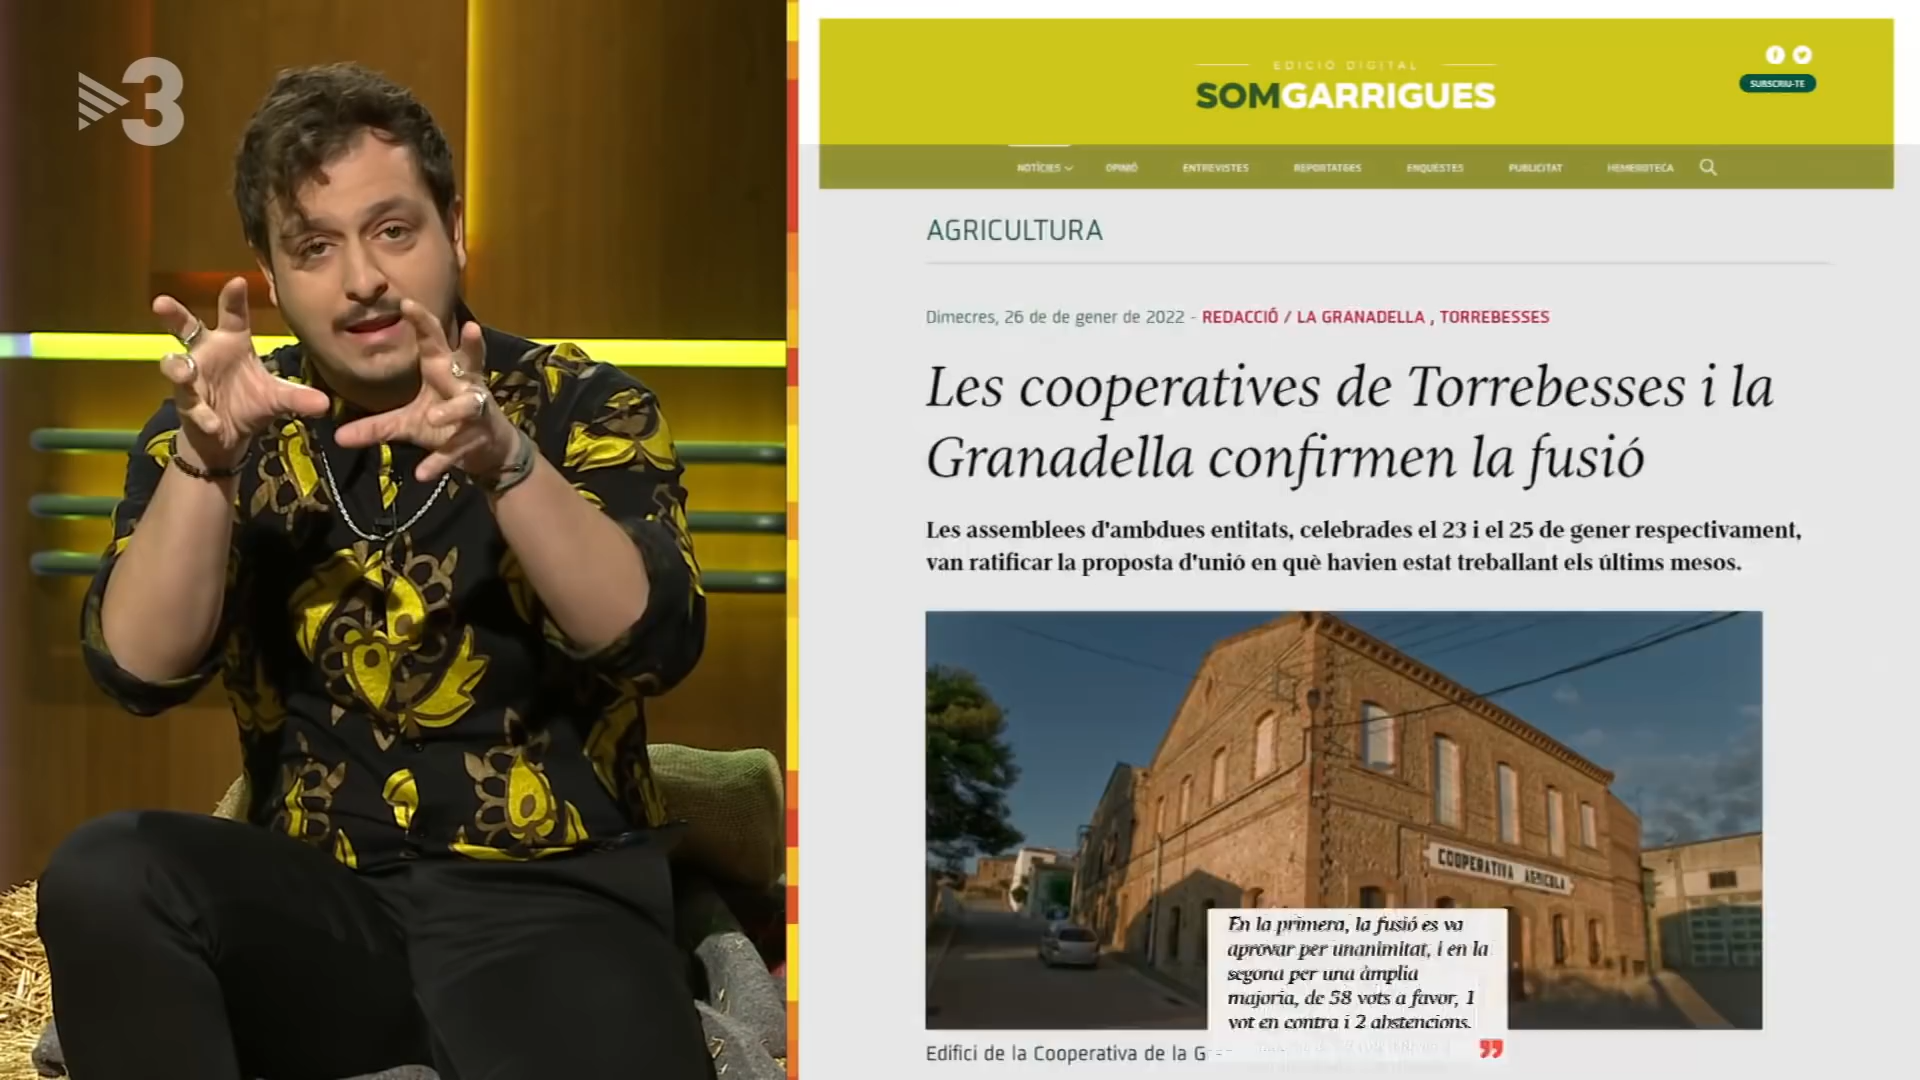 3
EDICIÓ DIGITAL
SOMGARRIGUES
SUBSCRIU-TE
NOTÍCIES
OPINIÓ
ENTREVISTES
REPORTATGES
ENQUESTES
PUBLICITAT
HEMEROTECA
AGRICULTURA
Dimecres, 26 de de gener de 2022 - REDACCIÓ / LA GRANADELLA , TORREBESSES
Les cooperatives de Torrebesses i la
Granadella confirmen la fusió
Les assemblees d'ambdues entitats, celebrades el 23 i el 25 de gener respectivament,
van ratificar la proposta d'unió en què havien estat treballant els últims mesos.
COOPERATIVA AGRICOLA
En la primera, la fusió es va
aprovar per unanimitat, i en la
segona per una àmplia
majoria, de 58 vots a favor, 1
vot en contra i 2 abstencions.
Edifici de la Cooperativa de la